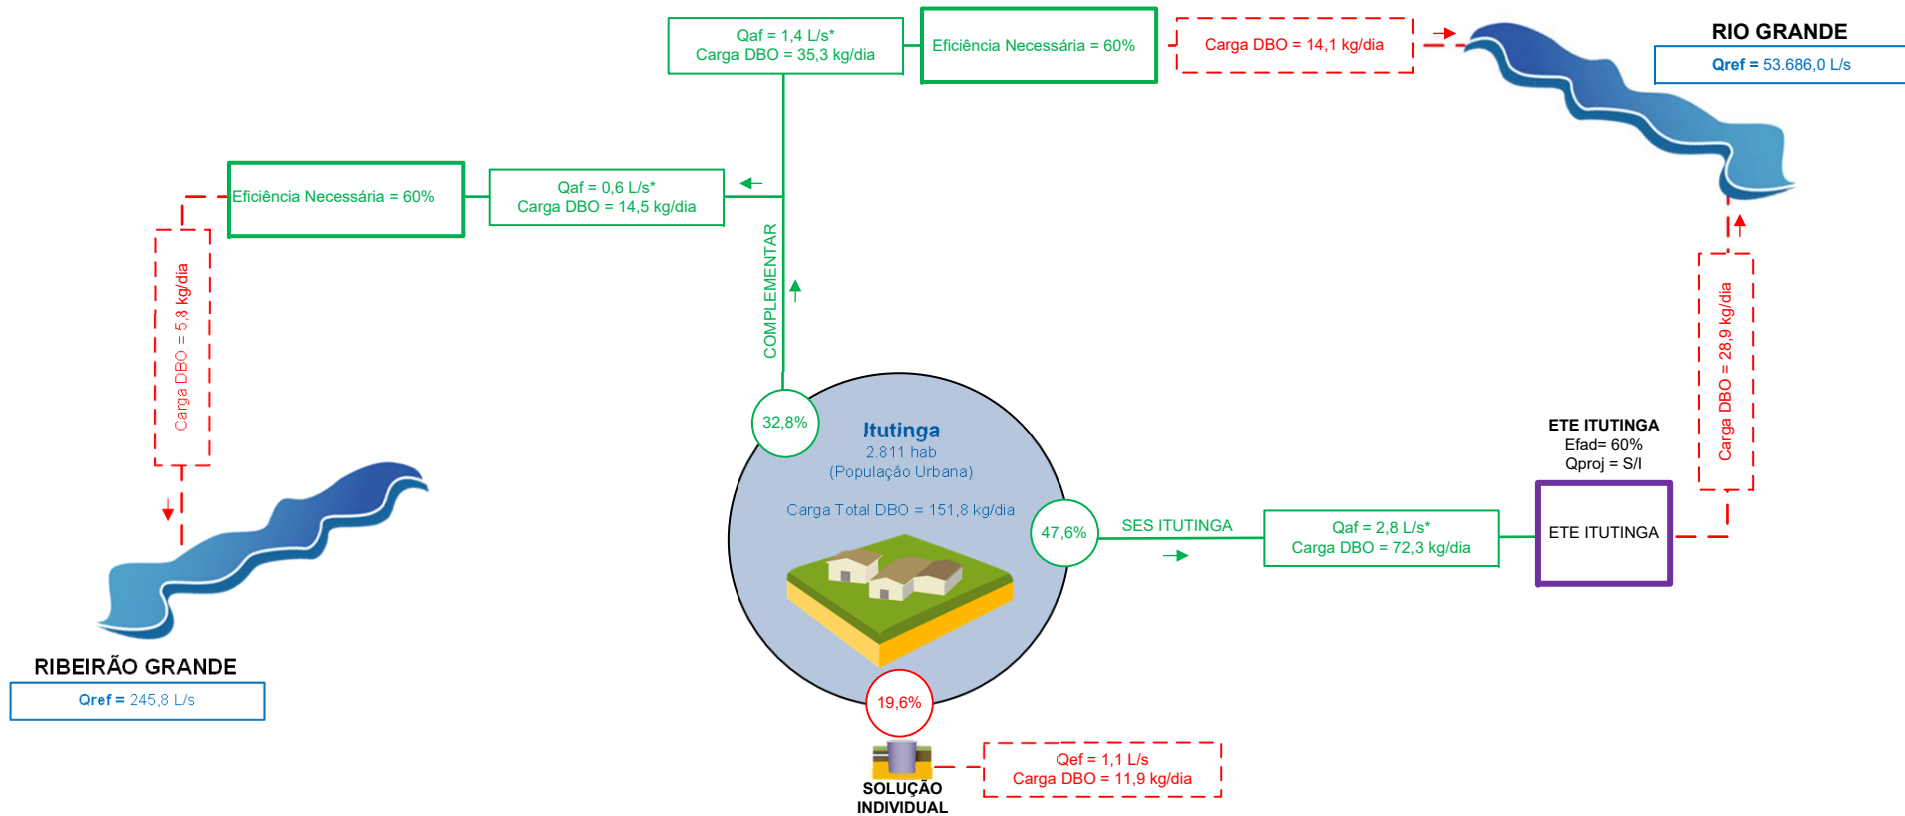 Qaf = 1,4 L/s*
Carga DBO = 35,3 kg/dia
Eficiência Necessária = 60%
Carga DBO = 14,1 kg/dia
RIO GRANDE
Qref = 53.686,0 L/s
Eficiência Necessária = 60%
Qaf = 0,6 L/s*
Carga DBO = 14,5 kg/dia
Carga DBO = 5,8 kg/dia
COMPLEMENTAR
Carga DBO = 28,9 kg/dia
32,8%
Itutinga
2.811 hab
(População Urbana)
Carga Total DBO = 151,8 kg/dia
47,6%
SES ITUTINGA
Qaf = 2,8 L/s*
Carga DBO = 72,3 kg/dia
ETE ITUTINGA
Efad= 60%
Qproj = S/I
ETE ITUTINGA
RIBEIRÃO GRANDE
Qref = 245,8 L/s
19,6%
SOLUÇÃO
INDIVIDUAL
Qef = 1,1 L/s
Carga DBO = 11,9 kg/dia